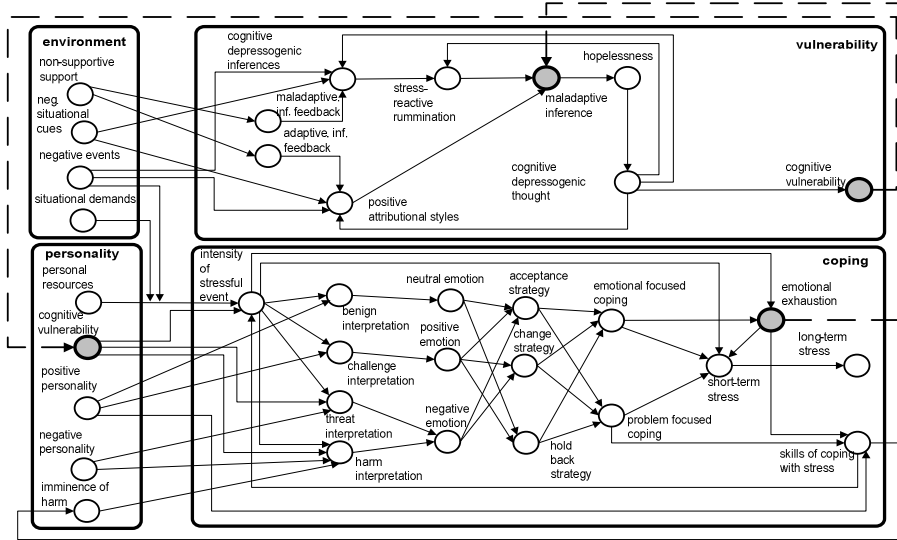 environment
non-supportive
support
neg.
situational
cues
negative events
situational demands
vulnerability
cognitive
depressogenic
inferences
maladaptive,
inf. feedback
adaptive, inf.
feedback
stress-
reactive
rummination
hopelessness
maladaptive
inference
cognitive
depressogenic
thought
cognitive
vulnerability
positive
attributional styles
personality
personal
resources
cognitive
vulnerability
positive
personality
negative
personality
imminence of
harm
coping
intensity
of
stressful
event
benign
interpretation
challenge
interpretation
threat
interpretation
harm
interpretation
neutral emotion
positive
emotion
negative
emotion
acceptance
strategy
change
strategy
hold
back
strategy
emotional focused
coping
problem focused
coping
emotional
exhaustion
long-term
stress
short-term
stress
skills of coping
with stress